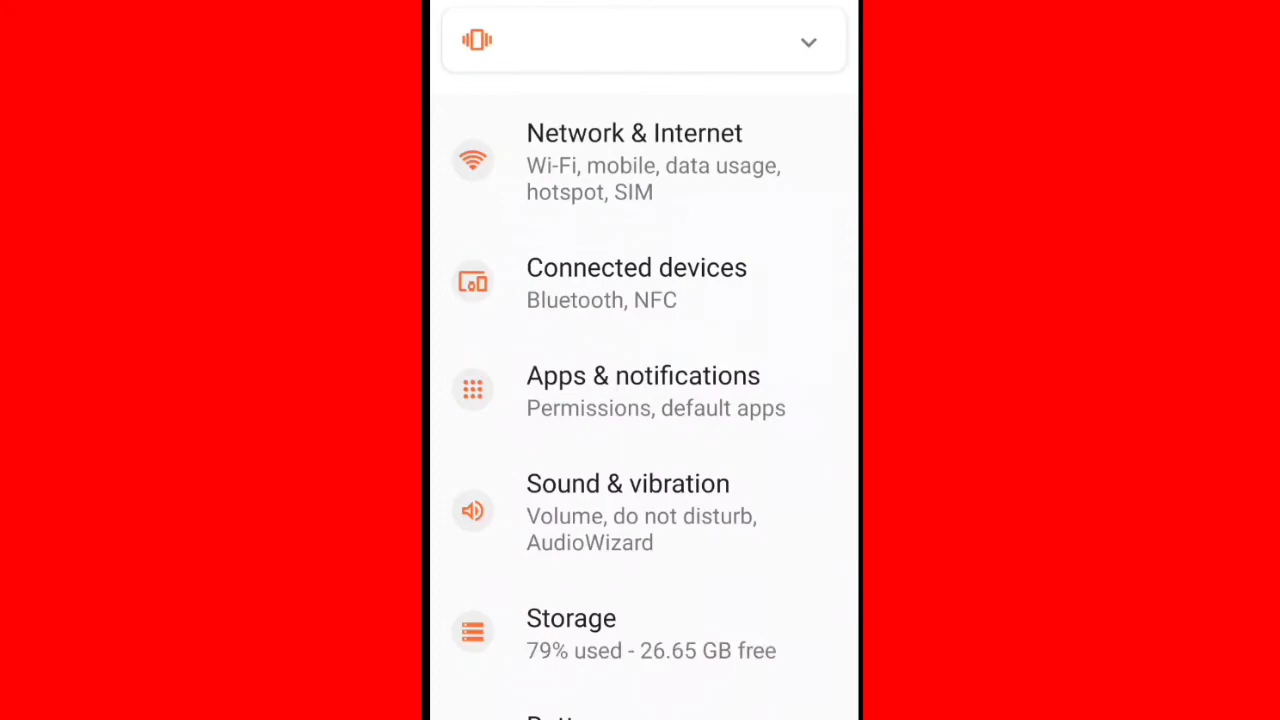 Network & Internet
Wi-Fi, mobile, data usage,
hotspot, SIM
Connected devices
Bluetooth, NFC
Apps & notifications
Permissions, default apps
Sound & vibration
Volume, do not disturb,
AudioWizard
Storage
79% used - 26.65 GB free